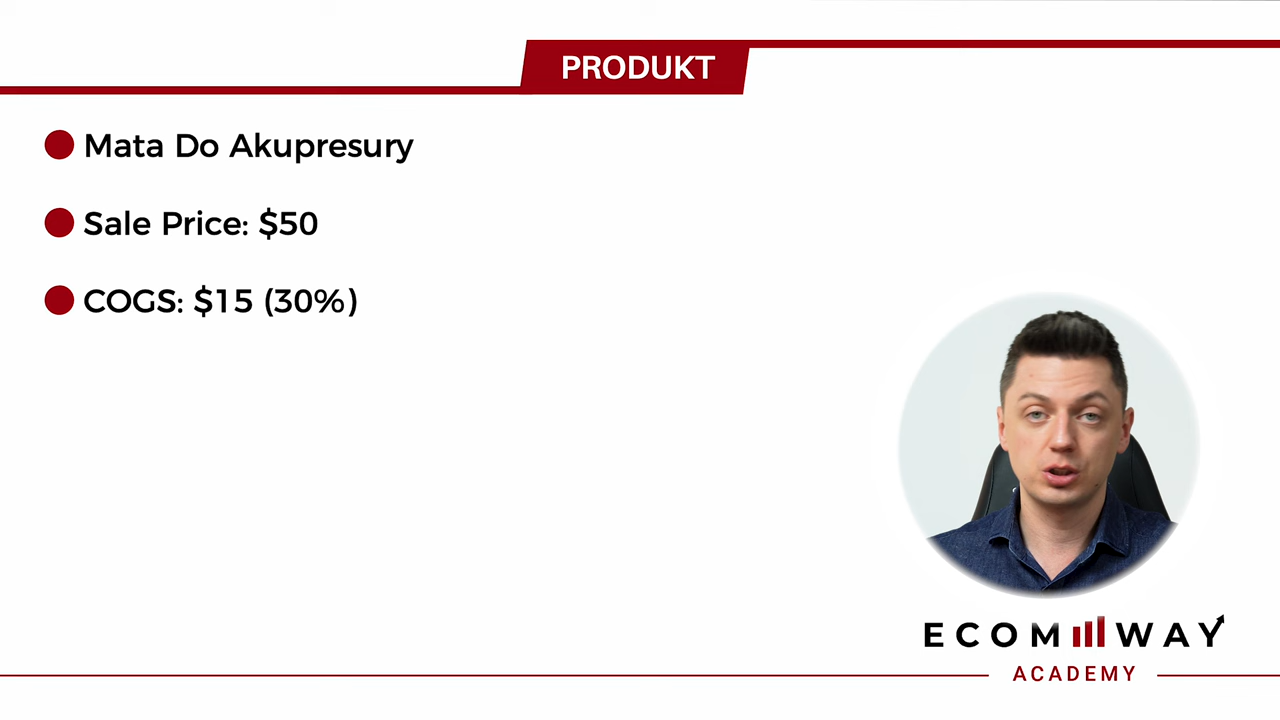 PRODUKT
Mata Do Akupresury
Sale Price: $50
COGS: $15 (30%)
ECOM WAY
ACADEMY